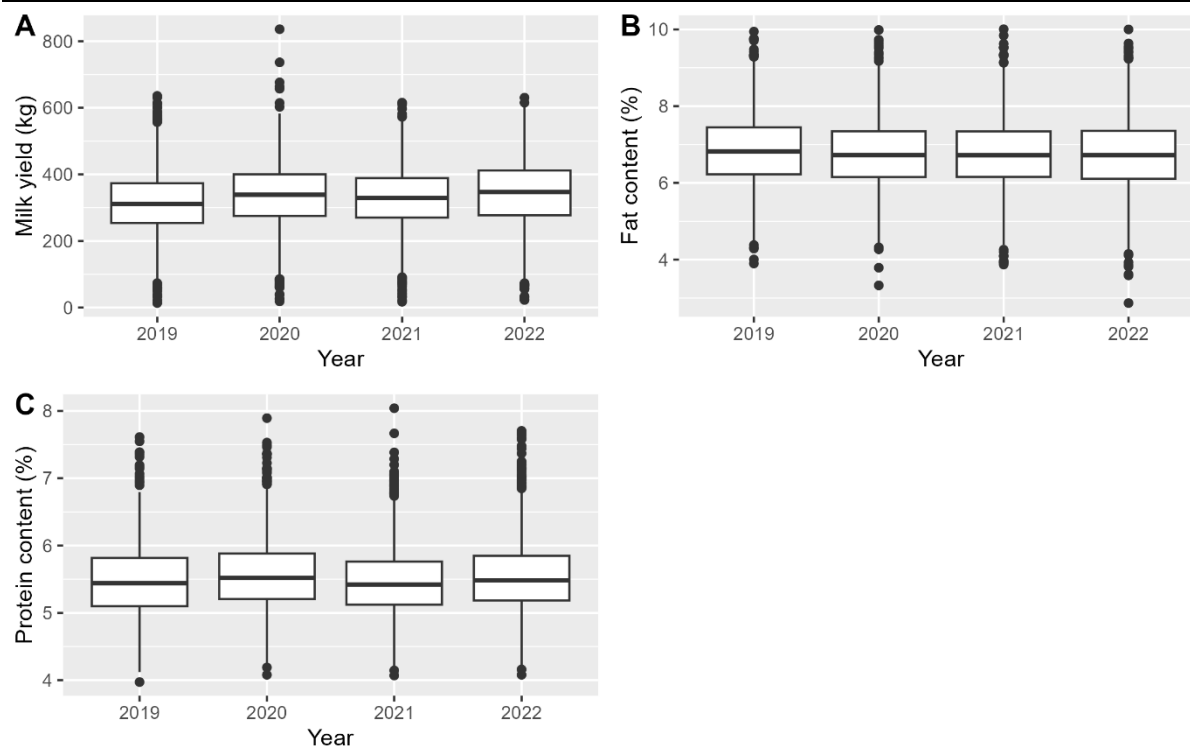 A
Milk yield (kg)
800
600
400
200
0
2019 2020 2021 2022
Year
B
Fat content (%)
10
8
6
4
2019 2020 2021 2022
Year
C
Protein content (%)
8
7
6
5
4
2019 2020 2021 2022
Year